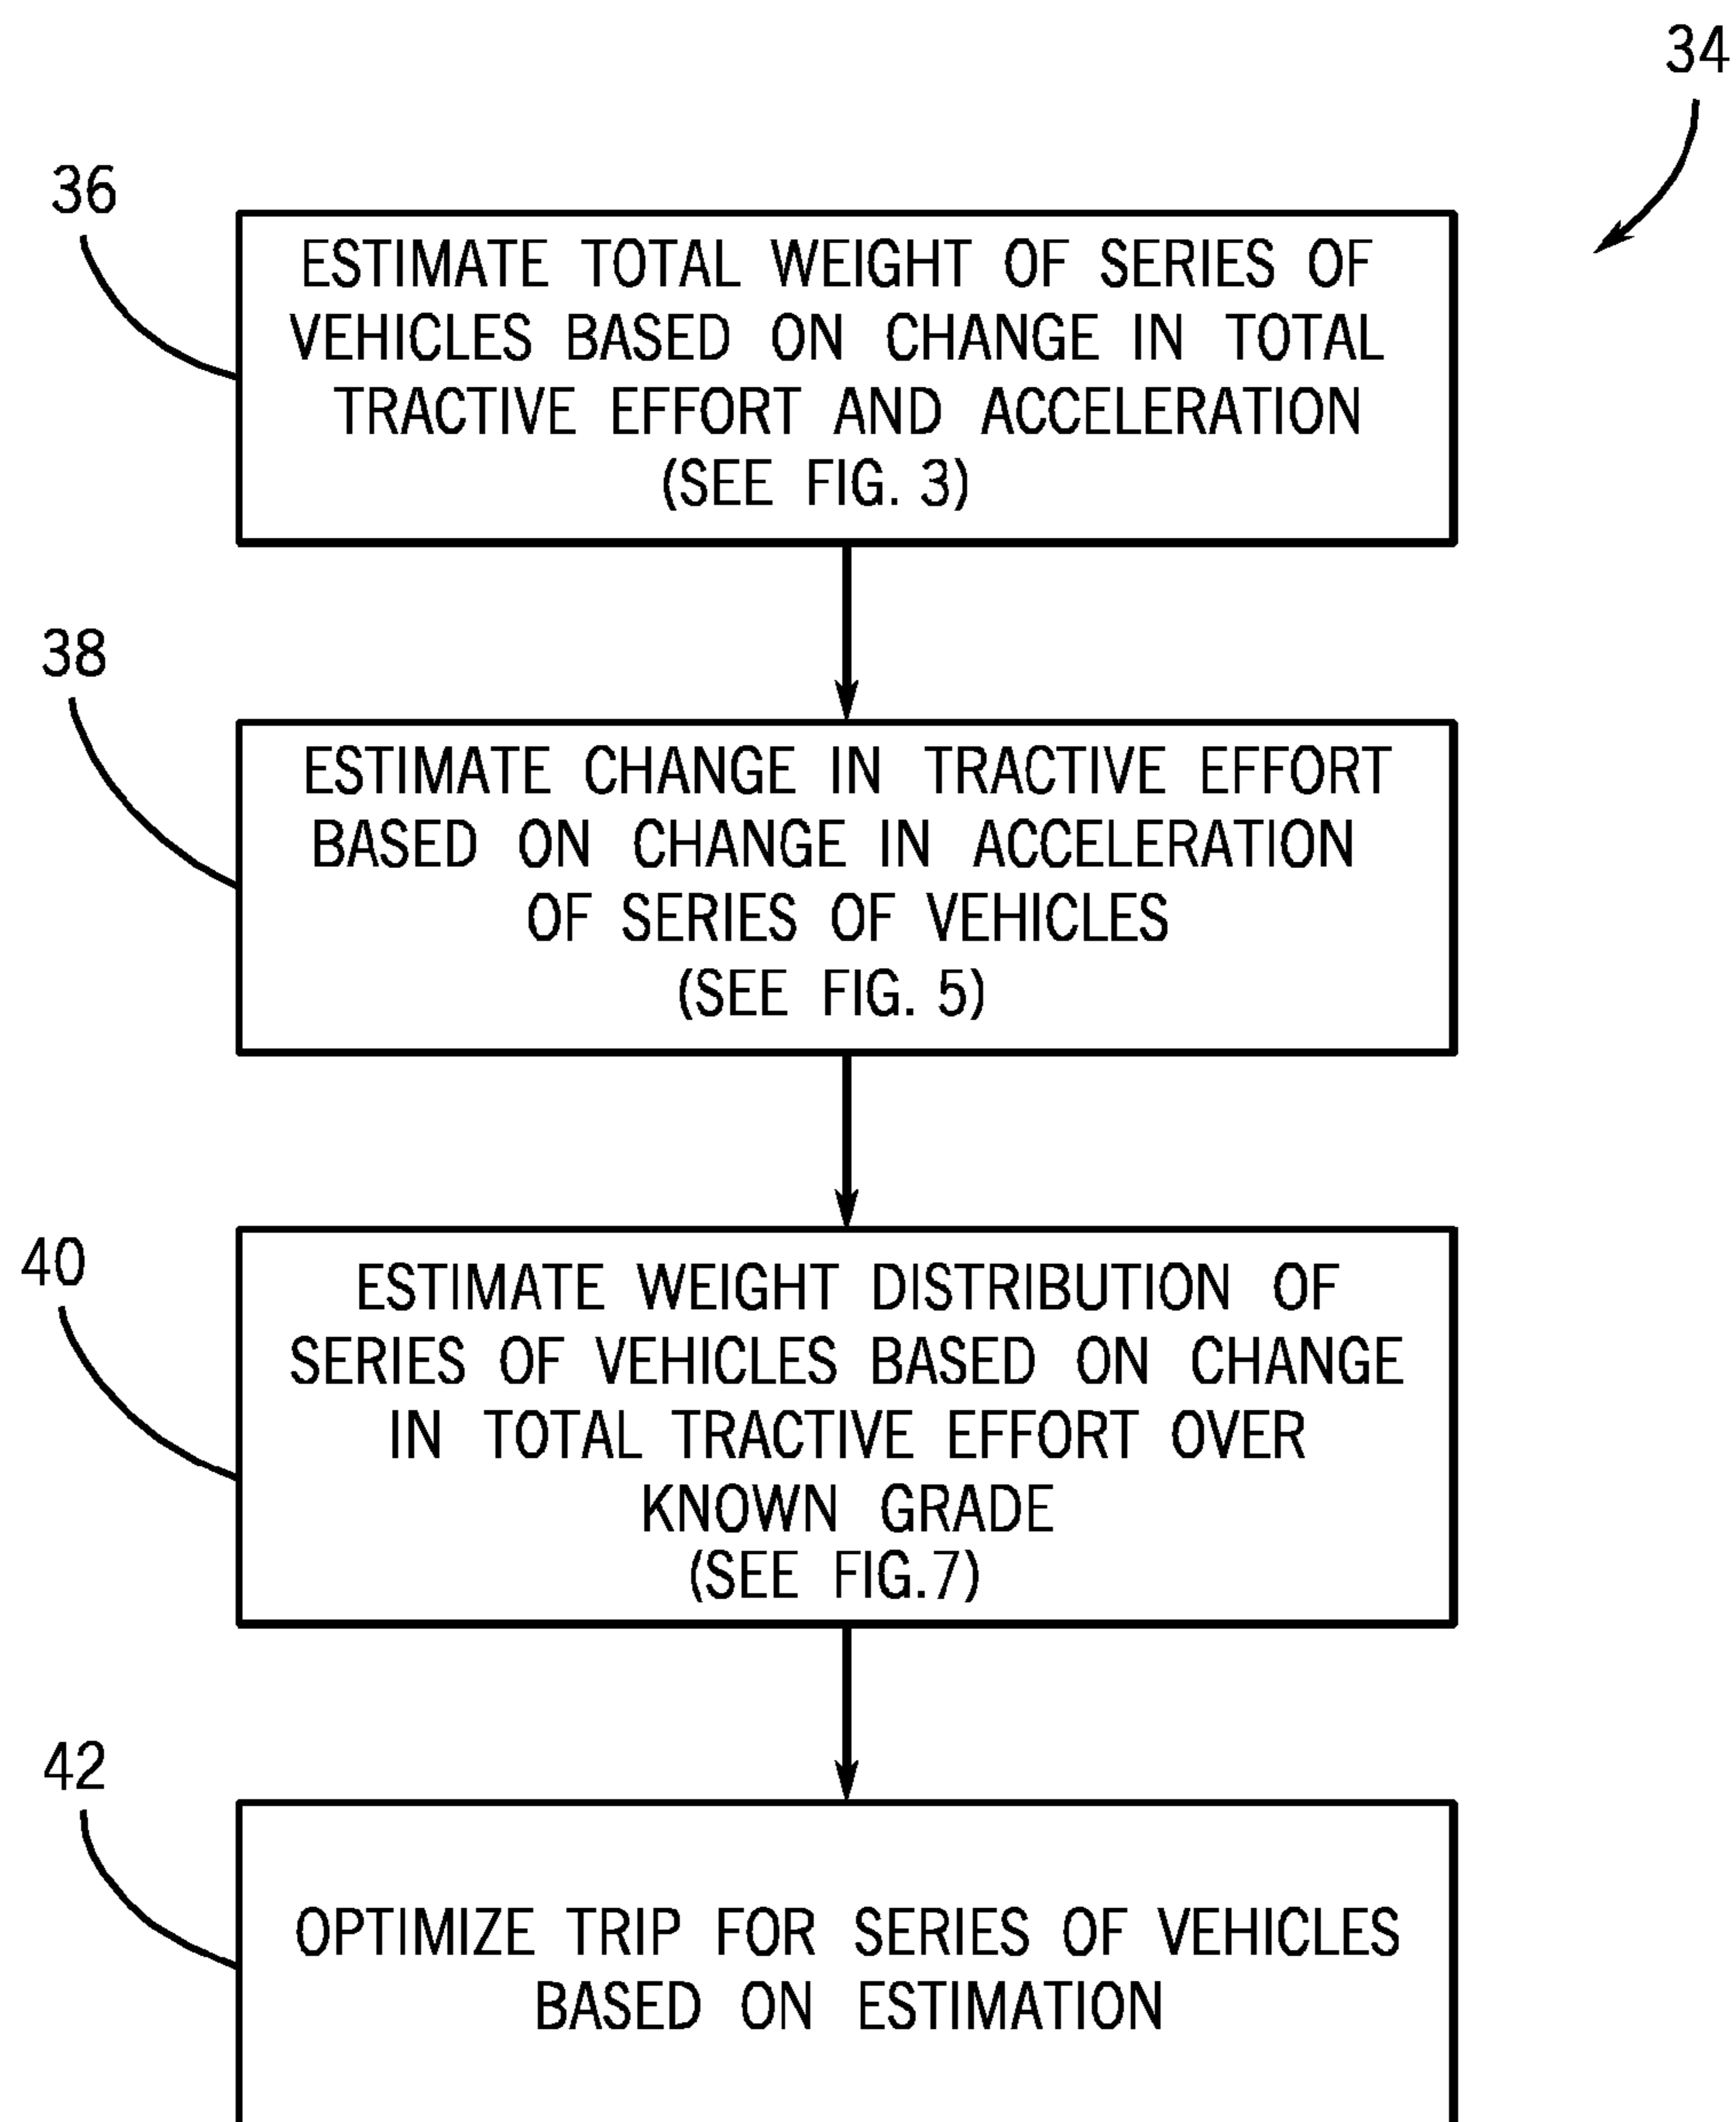 34
36
ESTIMATE TOTAL WEIGHT OF SERIES OF
VEHICLES BASED ON CHANGE IN TOTAL
TRACTIVE EFFORT AND ACCELERATION
(SEE FIG. 3)
38
ESTIMATE CHANGE IN TRACTIVE EFFORT
BASED ON CHANGE IN ACCELERATION
OF SERIES OF VEHICLES
(SEE FIG. 5)
40
ESTIMATE WEIGHT DISTRIBUTION OF
SERIES OF VEHICLES BASED ON CHANGE
IN TOTAL TRACTIVE EFFORT OVER
KNOWN GRADE
(SEE FIG.7)
42
OPTIMIZE TRIP FOR SERIES OF VEHICLES
BASED ON ESTIMATION